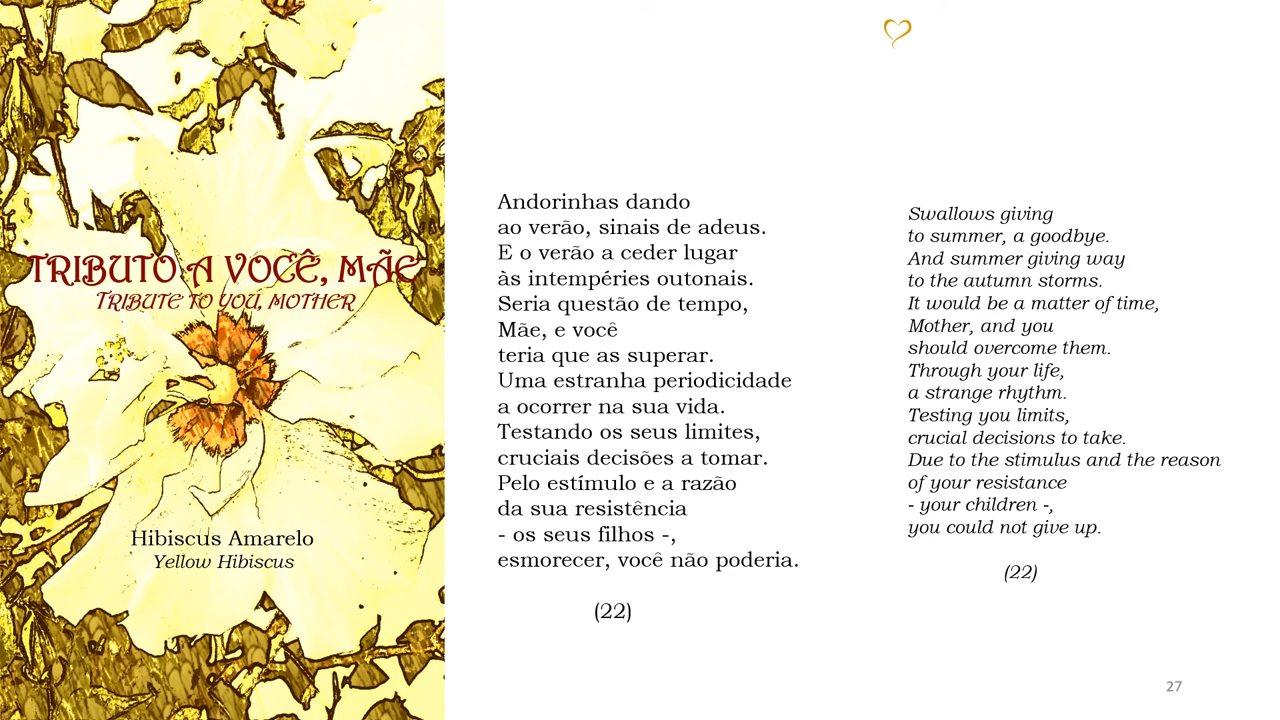 TRIBUTO A VOCÊ, MÃE
TRIBUTE TO YOU, MOTHER
Hibiscus Amarelo
Yellow Hibiscus
Andorinhas dando
ao verão, sinais de adeus.
E o verão a ceder lugar
às intempéries outonais.
Seria questão de tempo,
Mãe, e você
teria que as superar.
Uma estranha periodicidade
a ocorrer na sua vida.
Testando os seus limites,
cruciais decisões a tomar.
Pelo estímulo e a razão
da sua resistência
- os seus filhos -,
esmorecer, você não poderia.
(22)
Swallows giving
to summer, a goodbye.
And summer giving way
to the autumn storms.
It would be a matter of time,
Mother, and you
should overcome them.
Through your life,
a strange rhythm.
Testing you limits,
crucial decisions to take.
Due to the stimulus and the reason
of your resistance
- your children -,
you could not give up.
(22)
27